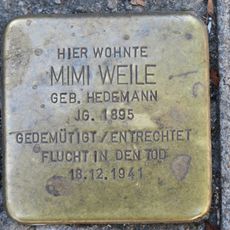 HIER WOHNTE
MIMI WEILE
GEB. HEDEMANN
JG. 1895
GEDEMÜTIGT / ENTRECHTET
FLUCHT IN DEN TOD
18.12.1941